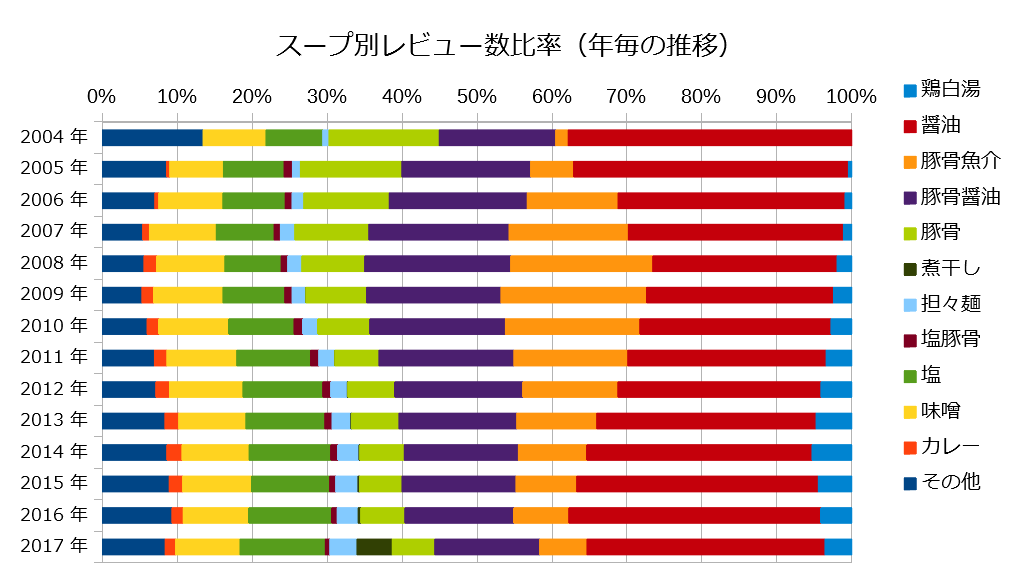 スープ別レビュー数比率（年毎の推移）
0% 10% 20% 30% 40% 50% 60% 70% 80% 90% 100%
2004 年
2005 年
2006 年
2007 年
2008 年
2009 年
2010 年
2011 年
2012 年
2013 年
2014 年
2015 年
2016 年
2017 年
鶏白湯
醤油
豚骨魚介
豚骨醤油
豚骨
煮干し
担々麺
塩豚骨
塩
味噌
カレー
その他